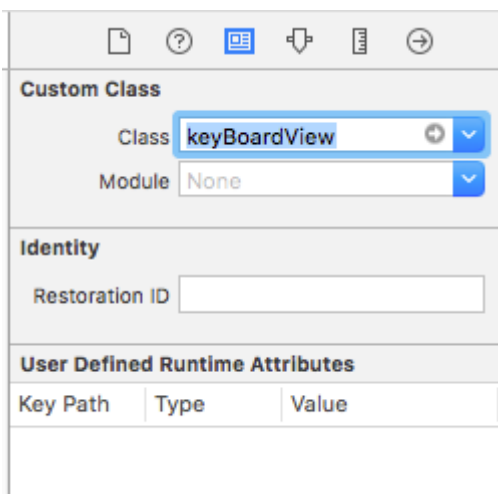 Custom Class
Class keyBoardView
Module None
Identity
Restoration ID
User Defined Runtime Attributes
Key Path Type Value